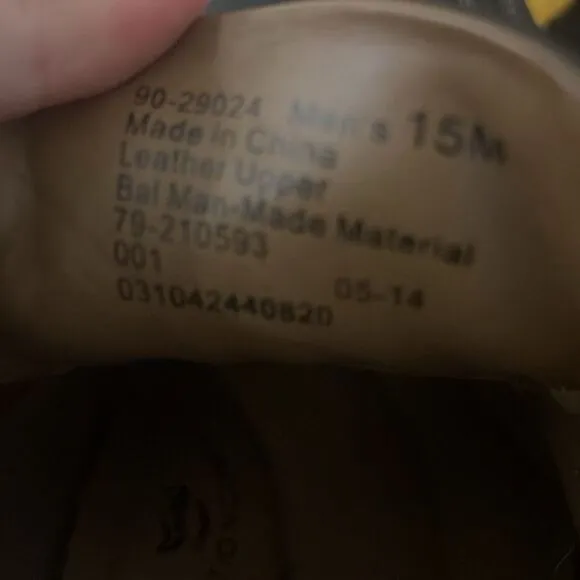 90-29024 Men's 15M
Made in China
Leather Upper
Bal Man-Made Material
79-210593
001 05-14
031042440820